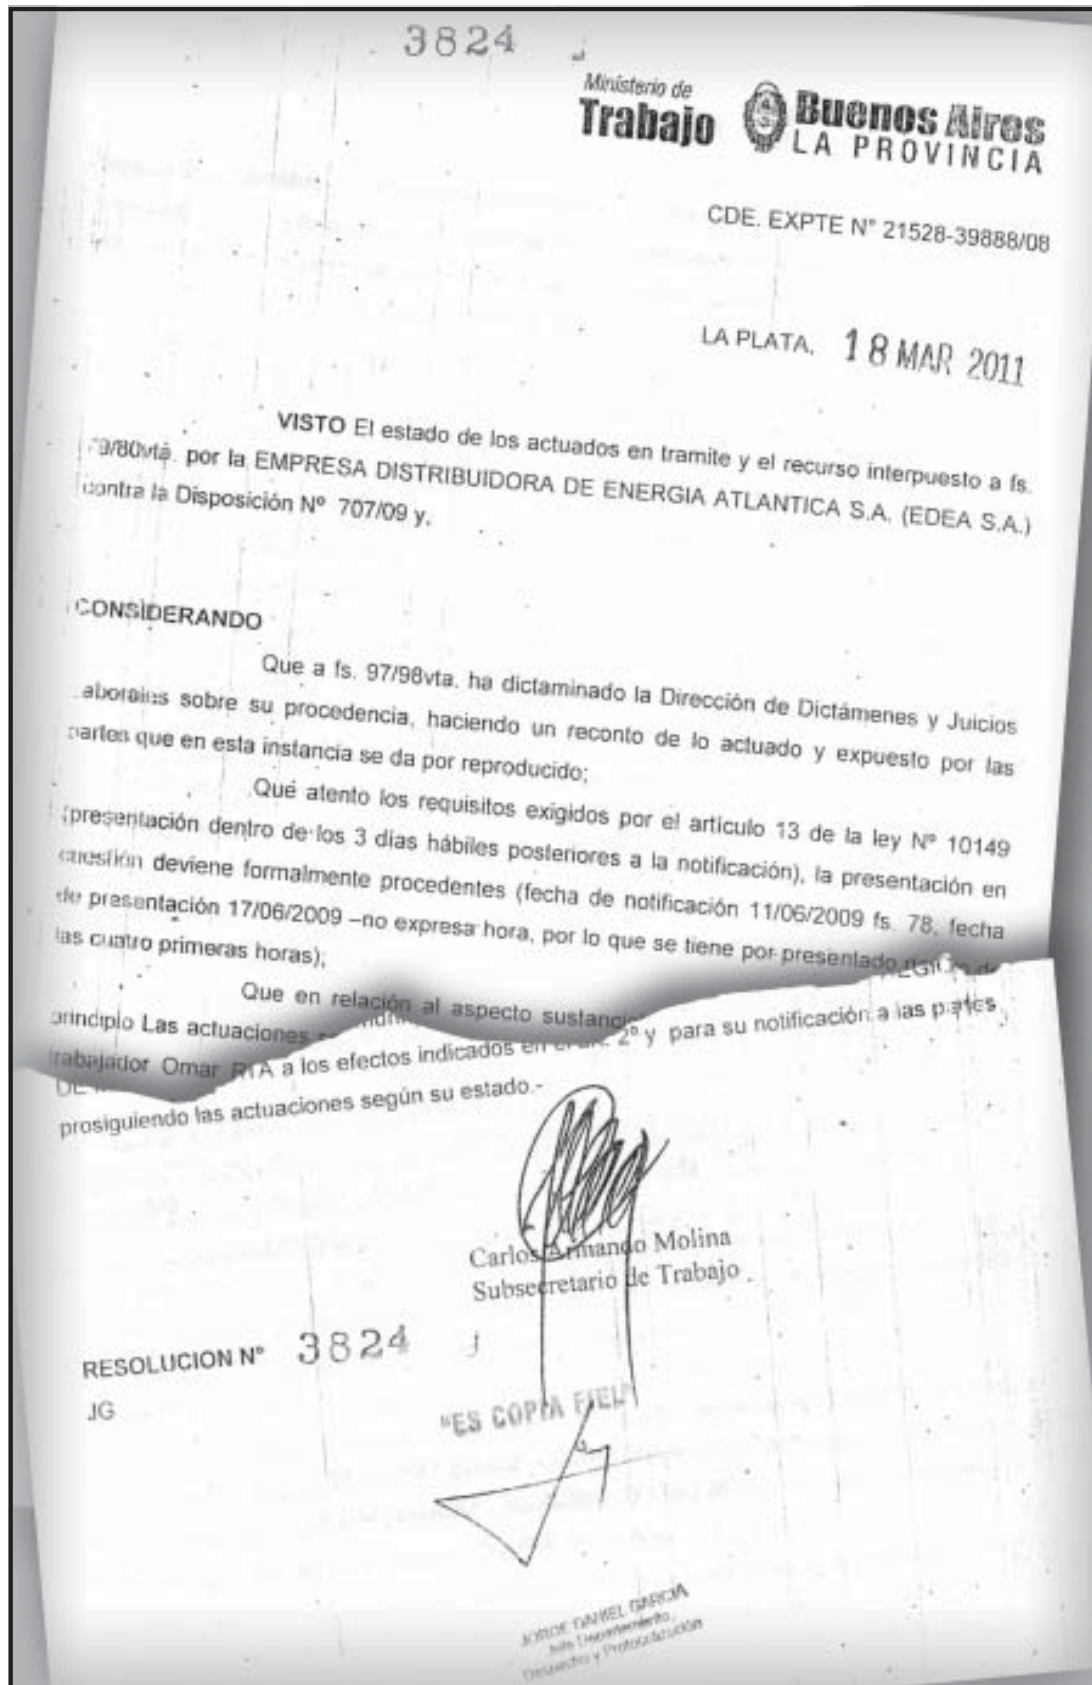 3824
Ministerio de
Trabajo
Buenos Aires
LA PROVINCIA
CDE. EXPTE N° 21528-39888/08
LA PLATA, 18 MAR 2011
VISTO El estado de los actuados en tramite y el recurso interpuesto a fs.
9/80vta. por la EMPRESA DISTRIBUIDORA DE ENERGIA ATLANTICA S.A. (EDEA S.A.)
contra la Disposición Nº 707/09 y,
CONSIDERANDO
Que a fs. 97/98vta. ha dictaminado la Dirección de Dictámenes y Juicios
Laborales sobre su procedencia, haciendo un reconto de lo actuado y expuesto por las
partes que en esta instancia se da por reproducido;
Qué atento los requisitos exigidos por el artículo 13 de la ley Nº 10149
(presentación dentro de los 3 días hábiles posteriores a la notificación), la presentación en
cuestión deviene formalmente procedentes (fecha de notificación 11/06/2009 fs. 78, fecha
de presentación 17/06/2009 –no expresa hora, por lo que se tiene por presentado
las cuatro primeras horas);
Que en relación al aspecto
principio Las actuaciones
trabajador Omar
a los efectos indicados en 2º y para su notificación a las partes,
prosiguiendo las actuaciones según su estado.-
Carlos Armando Molina
Subsecretario de Trabajo
RESOLUCION Nº 3824
JG
"ES COPIA FIEL"
JORGE DANIEL GARCIA
Jefe Departamento
Despacho y Protocolización